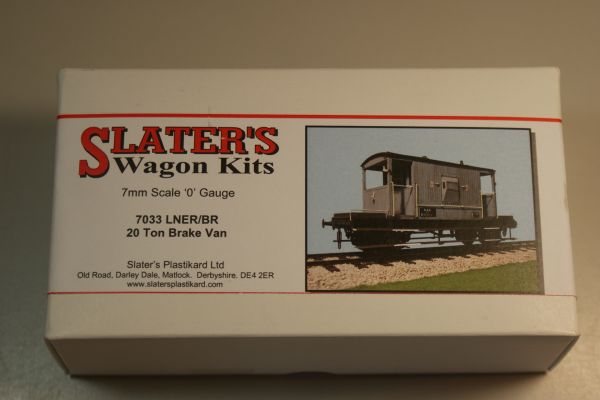 SLATER'S
Wagon Kits
7mm Scale '0' Gauge
7033 LNER/BR
20 Ton Brake Van
Slater's Plastikard Ltd
Old Road, Darley Dale, Matlock. Derbyshire. DE4 2ER
www.slatersplastikard.com